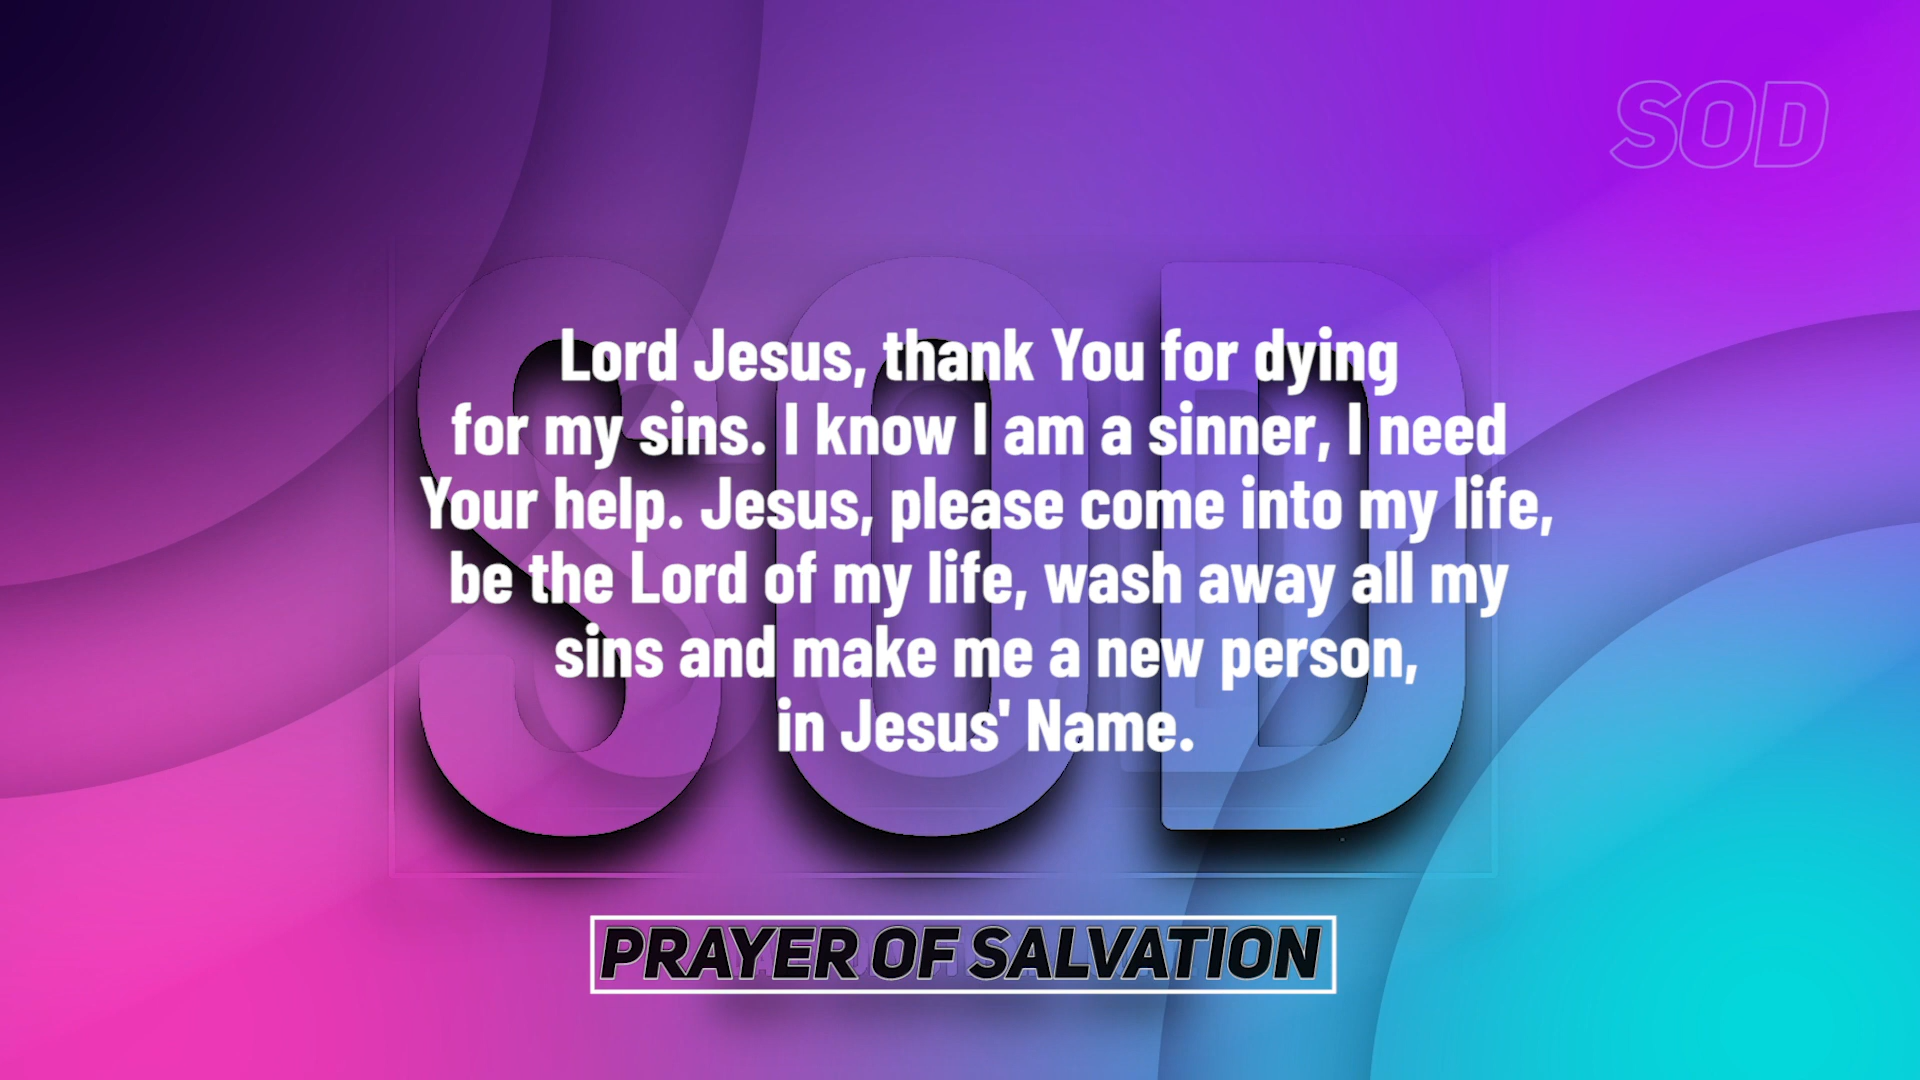 SOD
SOD
Lord Jesus, thank You for dying
for my sins. I know I am a sinner, I need
Your help. Jesus, please come into my life,
be the Lord of my life, wash away all my
sins and make me a new person,
in Jesus' Name.
PRAYER OF SALVATION